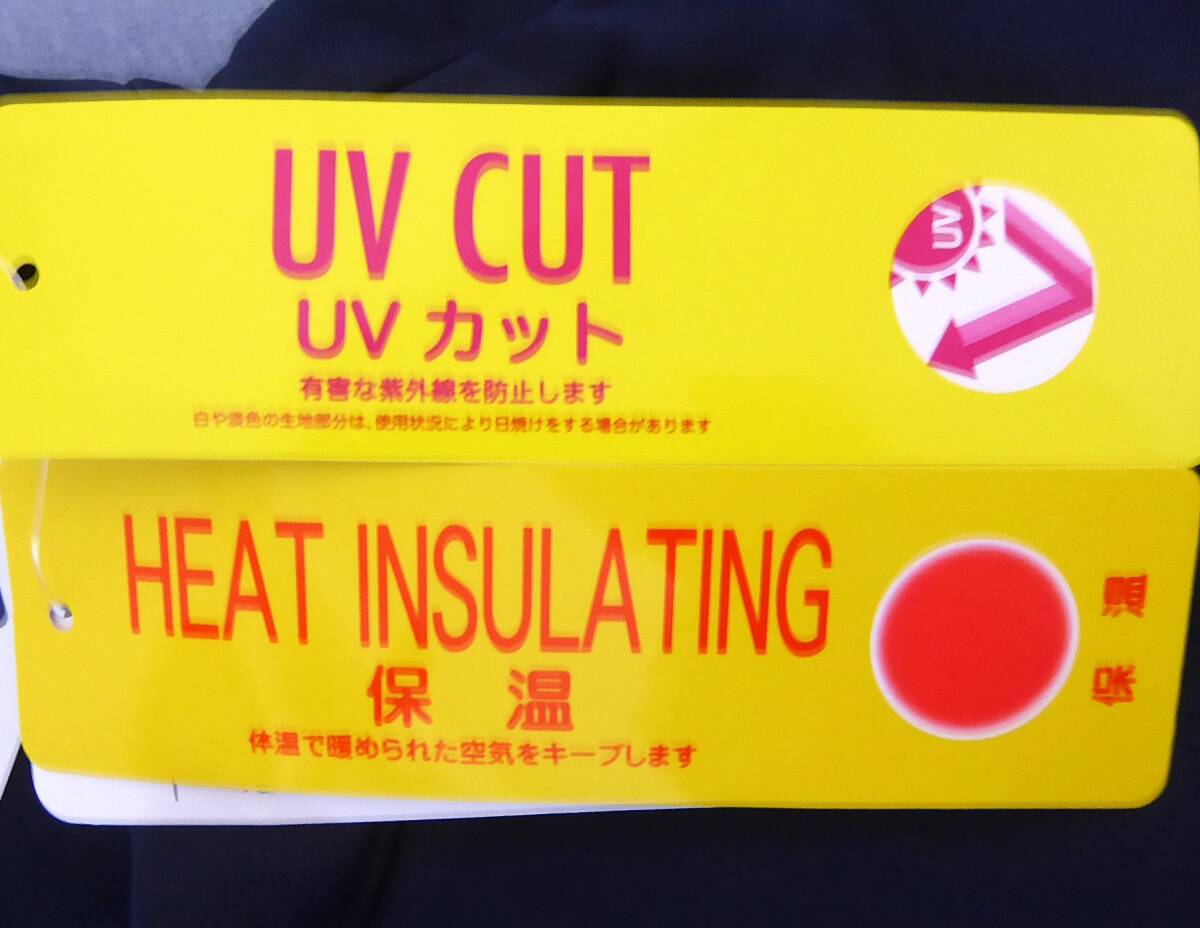 UV CUT
UV カット
有害な紫外線を防止します
白や淡色の生地部分は、使用状況により日焼けをする場合があります
UV
HEAT INSULATING
保 温
体温で暖められた空気をキープします
保 温